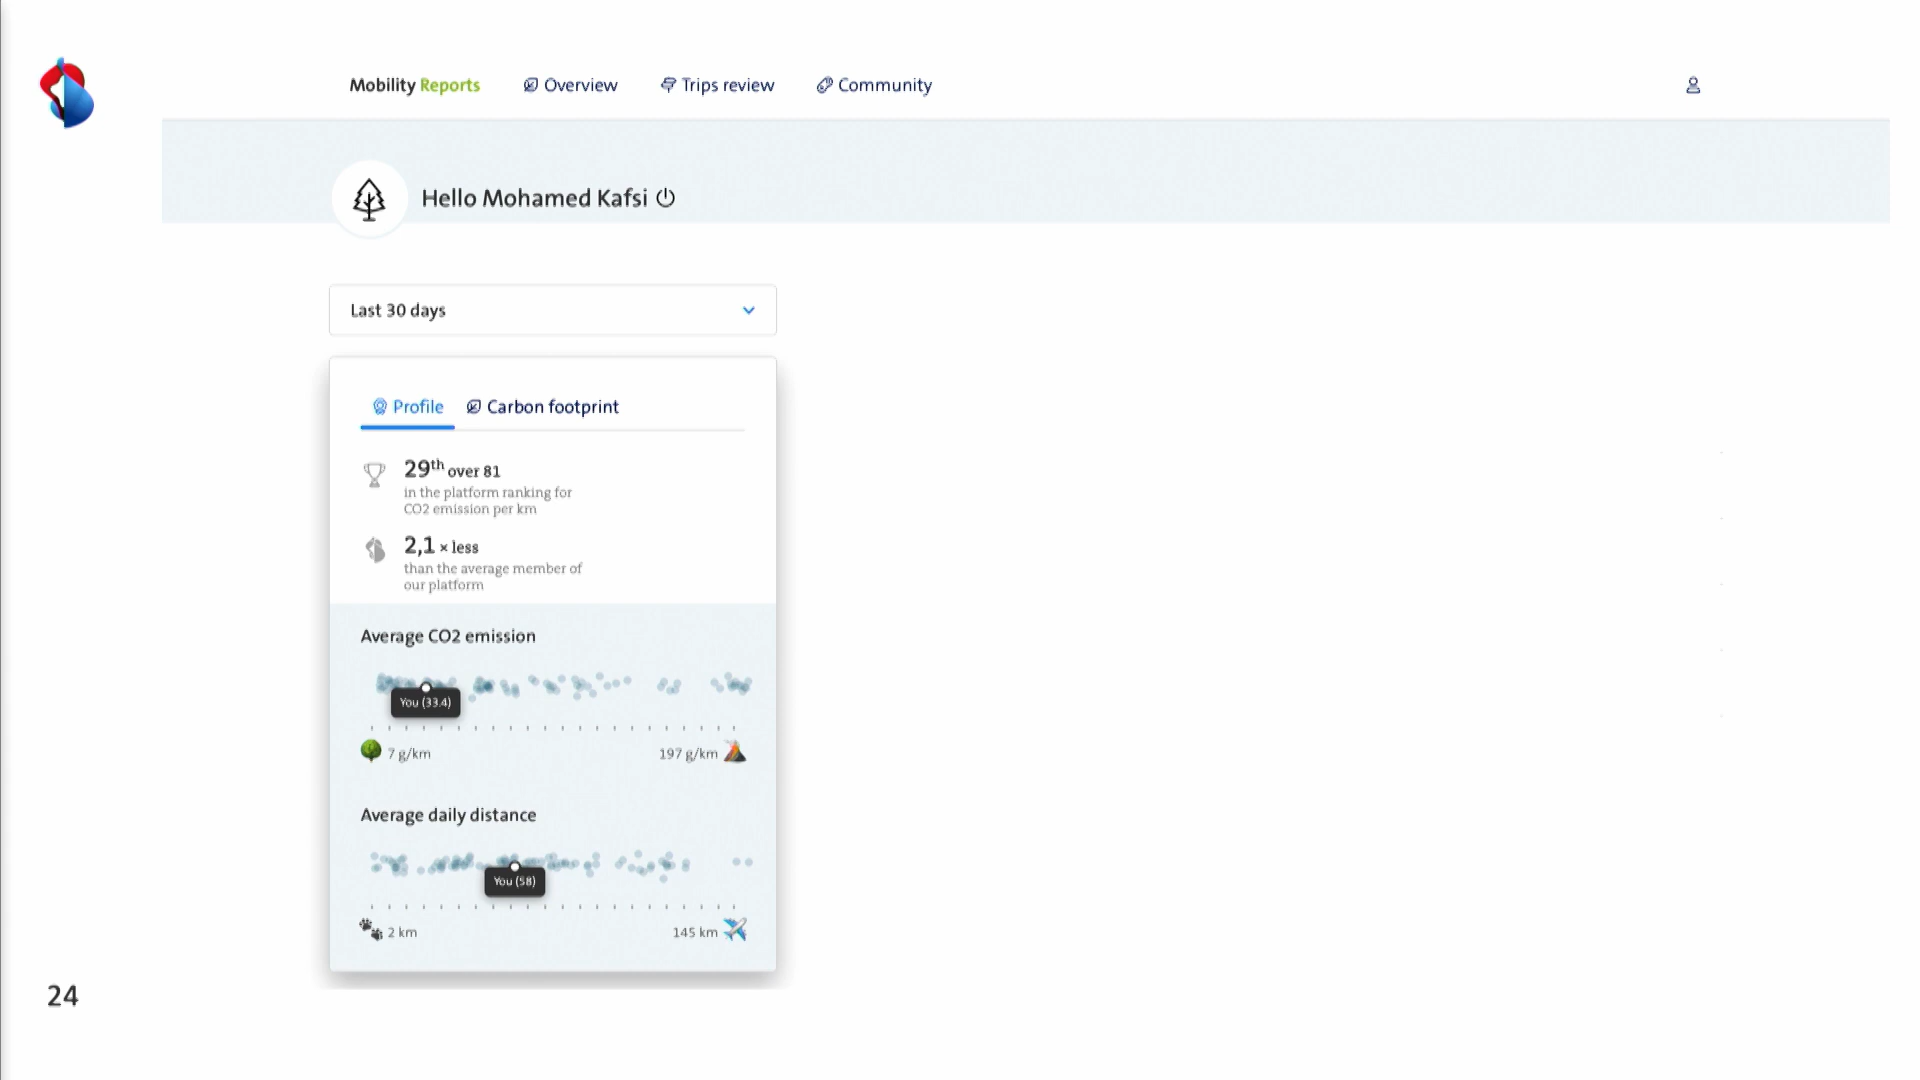 Mobility Reports Overview Trips review Community
Hello Mohamed Kafsi
Last 30 days
Profile Carbon footprint
29th over 81
in the platform ranking for
CO2 emission per km
2,1 × less
than the average member of
our platform
Average CO2 emission
You (33.4)
7 g/km 197 g/km
Average daily distance
You (58)
2 km 145 km
24